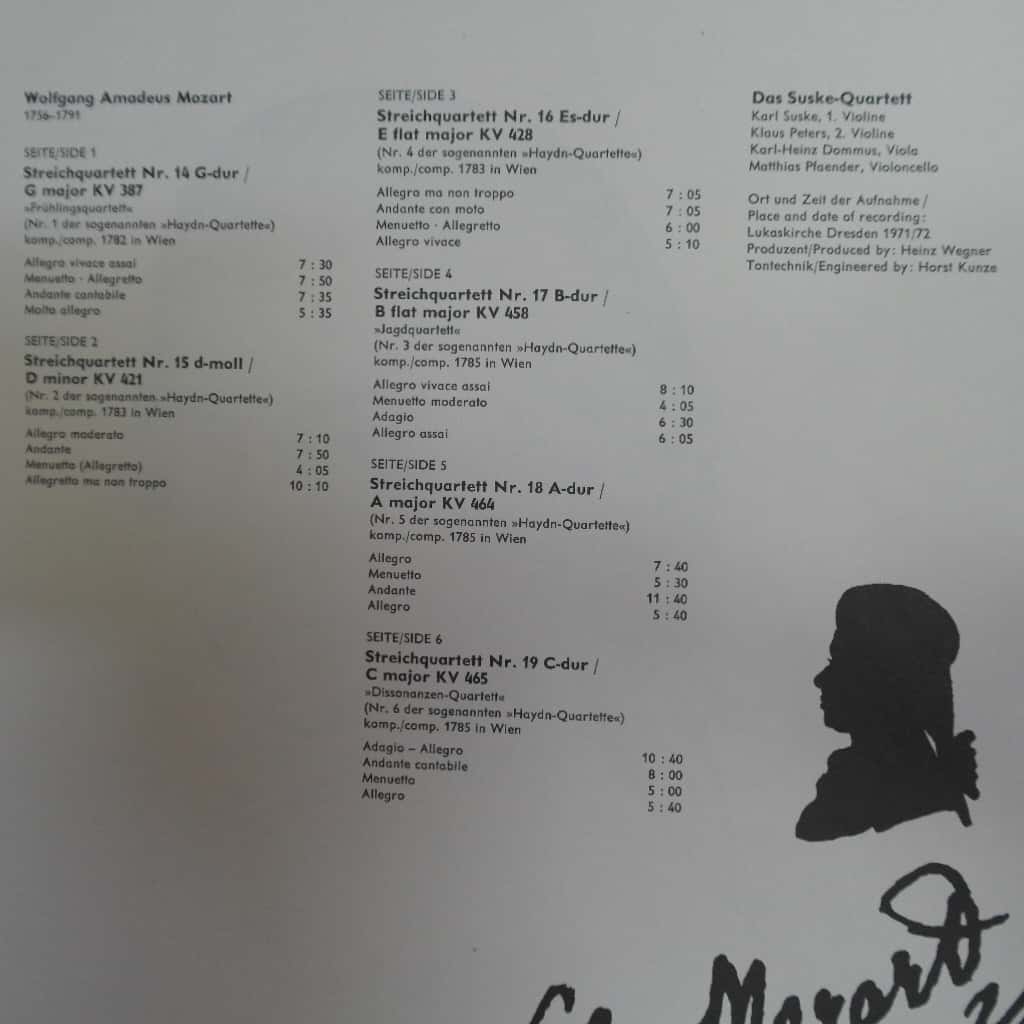 Wolfgang Amadeus Mozart
1756–1791
SEITE/SIDE 1
Streichquartett Nr. 14 G-dur /
G major KV 387
»Frühlingsquartett«
(Nr. 1 der sogenannten »Haydn-Quartette«)
komp./comp. 1782 in Wien
Allegro vivace assai 7 : 30
Menuetto · Allegretto 7 : 50
Andante cantabile 7 : 35
Molto allegro 5 : 35
SEITE/SIDE 2
Streichquartett Nr. 15 d-moll /
D minor KV 421
(Nr. 2 der sogenannten »Haydn-Quartette«)
komp./comp. 1783 in Wien
Allegro moderato 7 : 10
Andante 7 : 50
Menuetto (Allegretto) 4 : 05
Allegretto ma non troppo 10 : 10
SEITE/SIDE 3
Streichquartett Nr. 16 Es-dur /
E flat major KV 428
(Nr. 4 der sogenannten »Haydn-Quartette«)
komp./comp. 1783 in Wien
Allegro ma non troppo 7 : 05
Andante con moto 7 : 05
Menuetto · Allegretto 6 : 00
Allegro vivace 5 : 10
SEITE/SIDE 4
Streichquartett Nr. 17 B-dur /
B flat major KV 458
»Jagdquartett«
(Nr. 3 der sogenannten »Haydn-Quartette«)
komp./comp. 1785 in Wien
Allegro vivace assai 8 : 10
Menuetto moderato 4 : 05
Adagio 6 : 30
Allegro assai 6 : 05
SEITE/SIDE 5
Streichquartett Nr. 18 A-dur /
A major KV 464
(Nr. 5 der sogenannten »Haydn-Quartette«)
komp./comp. 1785 in Wien
Allegro 7 : 40
Menuetto 5 : 30
Andante 11 : 40
Allegro 5 : 40
SEITE/SIDE 6
Streichquartett Nr. 19 C-dur /
C major KV 465
»Dissonanzen-Quartett«
(Nr. 6 der sogenannten »Haydn-Quartette«)
komp./comp. 1785 in Wien
Adagio – Allegro 10 : 40
Andante cantabile 8 : 00
Menuetto 5 : 00
Allegro 5 : 40
Das Suske-Quartett
Karl Suske, 1. Violine
Klaus Peters, 2. Violine
Karl-Heinz Dommus, Viola
Matthias Pfaender, Violoncello
Ort und Zeit der Aufnahme /
Place and date of recording:
Lukaskirche Dresden 1971/72
Produzent/Produced by: Heinz Wegner
Tontechnik/Engineered by: Horst Kunze
Mozart